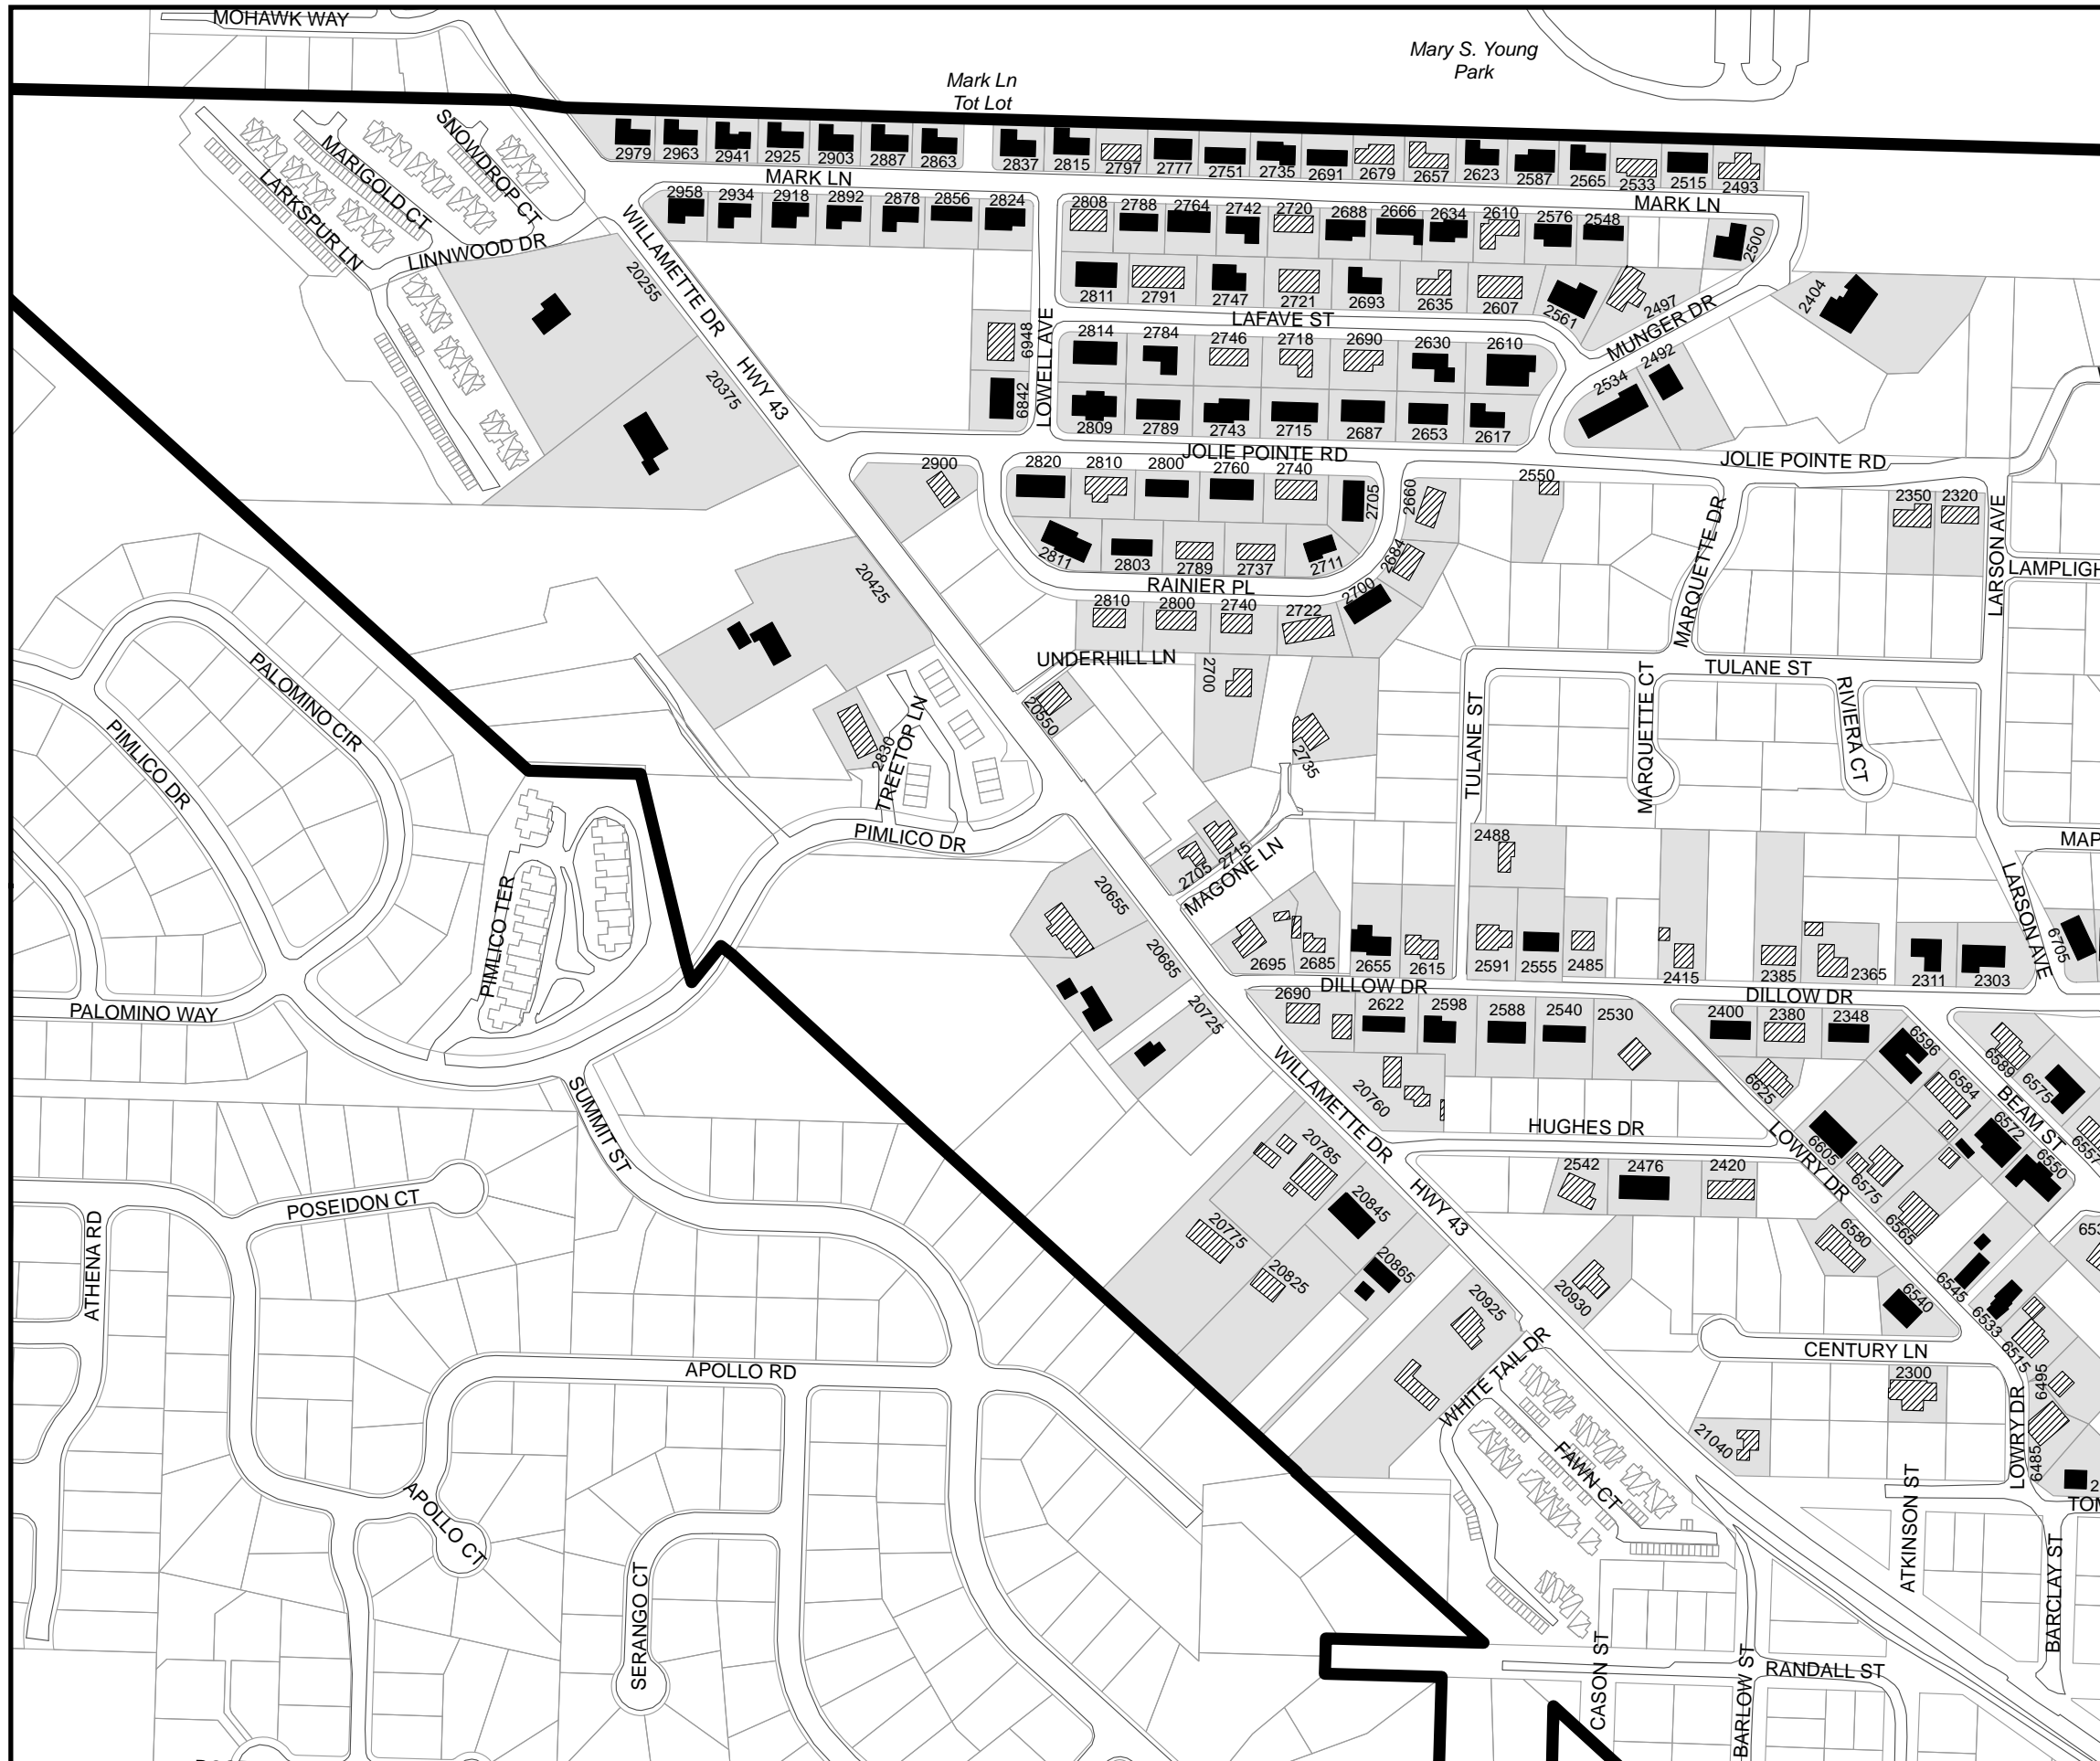 MOHAWK WAY
Mary S. Young
Park
Mark Ln
Tot Lot
SNOWDROP CT
MARIGOLD CT
LARKSPUR LN
LINNWOOD DR
2979 2963 2941 2925 2903 2887 2863 2837 2815 2797 2777 2751 2735 2691 2679 2657 2623 2587 2565 2533 2515 2493
MARK LN
MARK LN
2958 2934 2918 2892 2878 2856 2824 2808 2788 2764 2742 2720 2688 2666 2634 2610 2576 2548
2500
WILLAMETTE DR
HWY 43
20255
20375
2811 2791 2747 2721 2693 2635 2607 2561 2497
2404
LAFAVE ST
MUNGER DR
LOWELL AVE
6948
6842
2814 2784 2746 2718 2690 2630 2610
2534 2492
2809 2789 2743 2715 2687 2653 2617
JOLIE POINTE RD
JOLIE POINTE RD
2900
2820 2810 2800 2760 2740 2705 2660
2550
2350 2320
MARQUETTE DR
LARSON AVE
LAMPLIGH
2811 2803 2789 2737 2711 2684
RAINIER PL
2700
2810 2800 2740 2722
20425
UNDERHILL LN
2700
2735
20550
TULANE ST
TULANE ST
MARQUETTE CT
RIVIERA CT
PALOMINO CIR
PIMLICO DR
2830
TREETOP LN
PIMLICO DR
MAP
2488
2705 2715
MAGONE LN
PIMLICO TER
20655
20685
20725
2695 2685 2655 2615 2591 2555 2485 2415 2385 2365 2311 2303
LARSON AVE
6705
DILLOW DR
DILLOW DR
PALOMINO WAY
2690 2622 2598 2588 2540 2530
2400 2380 2348
6596
6589
6575
6584
BEAM ST
6625
6572
6557
6550
WILLAMETTE DR
20760
HUGHES DR
LOWRY DR
6605
6575
6565
SUMMIT ST
20785
2542 2476 2420
HWY 43
20845
POSEIDON CT
ATHENA RD
20775
20865
20825
20925
20930
6580
6540
6545
6533
6515
653
WHITE TAIL DR
CENTURY LN
APOLLO RD
2300
6495
LOWRY DR
21040
FAWN CT
6485
2
TOM
APOLLO CT
ATKINSON ST
BARCLAY ST
SERANGO CT
CASON ST
BARLOW ST
RANDALL ST